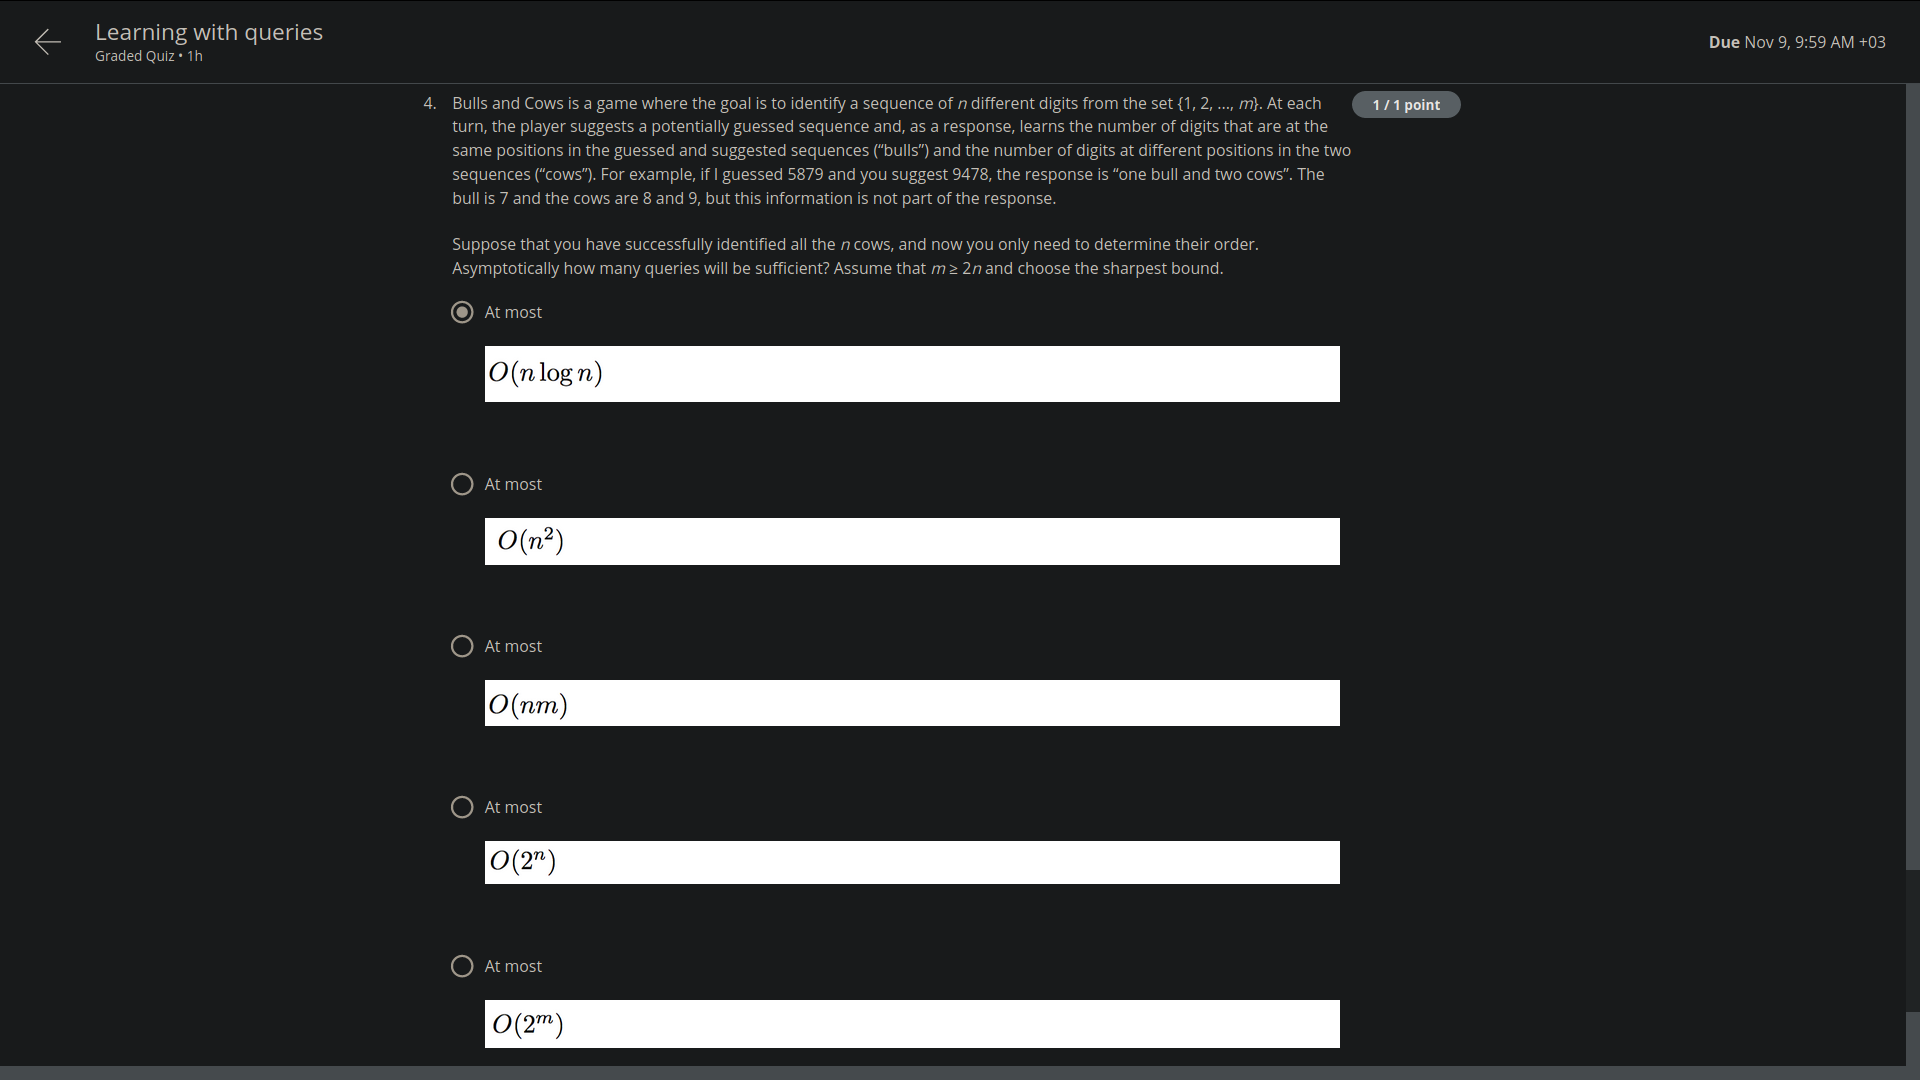 Learning with queries
Graded Quiz • 1h
Due Nov 9, 9:59 AM +03
4. Bulls and Cows is a game where the goal is to identify a sequence of n different digits from the set {1, 2, ..., m}. At each
1 / 1 point
turn, the player suggests a potentially guessed sequence and, as a response, learns the number of digits that are at the
same positions in the guessed and suggested sequences (“bulls”) and the number of digits at different positions in the two
sequences (“cows”). For example, if I guessed 5879 and you suggest 9478, the response is “one bull and two cows”. The
bull is 7 and the cows are 8 and 9, but this information is not part of the response.
Suppose that you have successfully identified all the n cows, and now you only need to determine their order.
Asymptotically how many queries will be sufficient? Assume that m ≥ 2n and choose the sharpest bound.
At most
O(n log n)
At most
O(n²)
At most
O(nm)
At most
O(2ⁿ)
At most
O(2ᵐ)